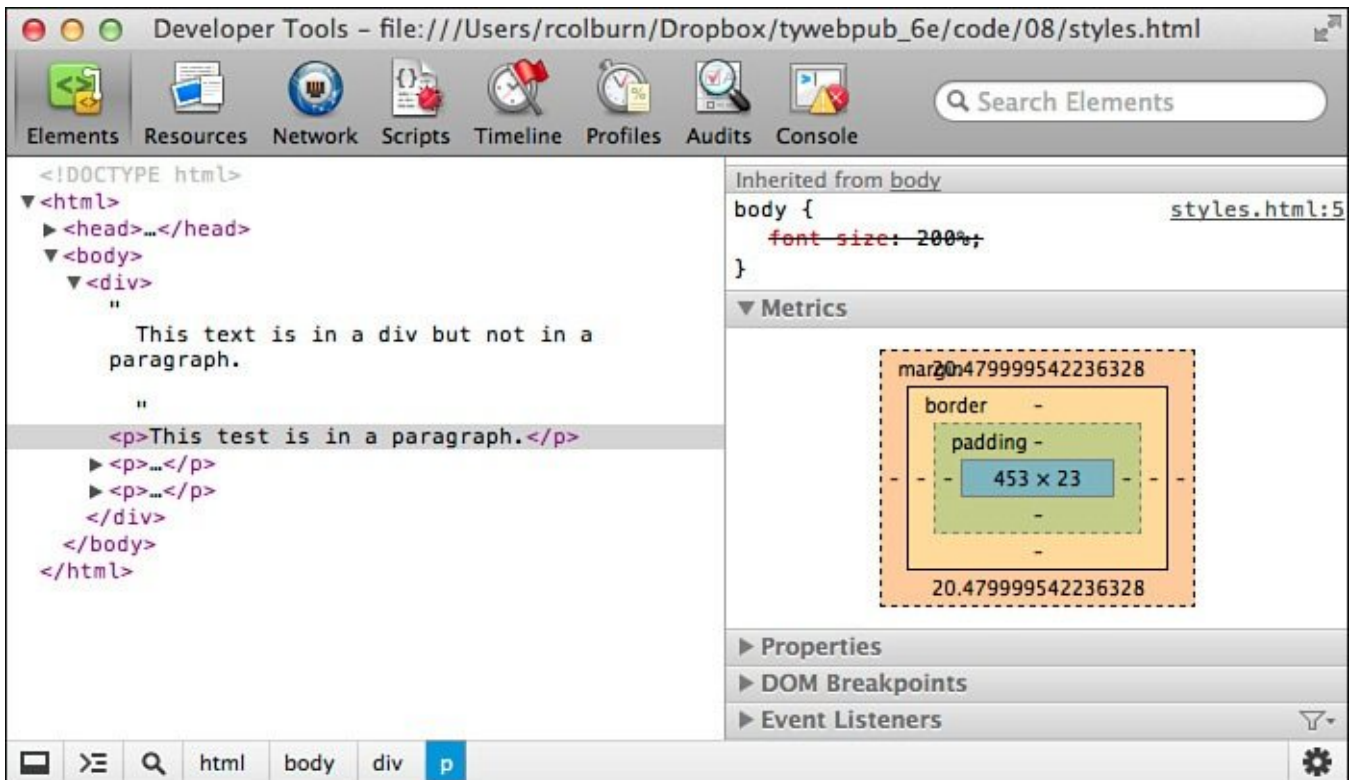 Developer Tools – file:///Users/rcolburn/Dropbox/tywebpub_6e/code/08/styles.html
Elements Resources Network Scripts Timeline Profiles Audits Console Search Elements
<!DOCTYPE html>
▼<html>
▶<head>…</head>
▼<body>
▼<div>
"
This text is in a div but not in a
paragraph.
"
<p>This test is in a paragraph.</p>
▶<p>…</p>
▶<p>…</p>
</div>
</body>
</html>
Inherited from body
body { styles.html:5
font size: 200%;
}
▼Metrics
margin 20.479999542236328
border -
padding -
- - - 453 × 23 - - -
-
-
20.479999542236328
▶Properties
▶DOM Breakpoints
▶Event Listeners
html body div p